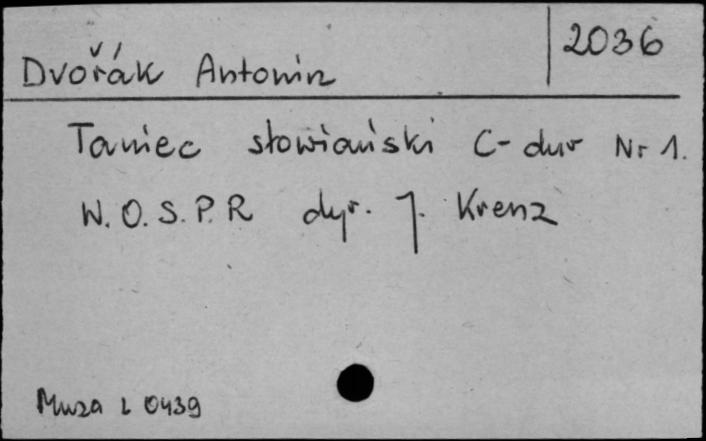 Dvořák Antonin
2036
Taniec słowiański C-dur Nr 1.
W.O.S.P.R dyr. J. Krenz
Muza L 0439